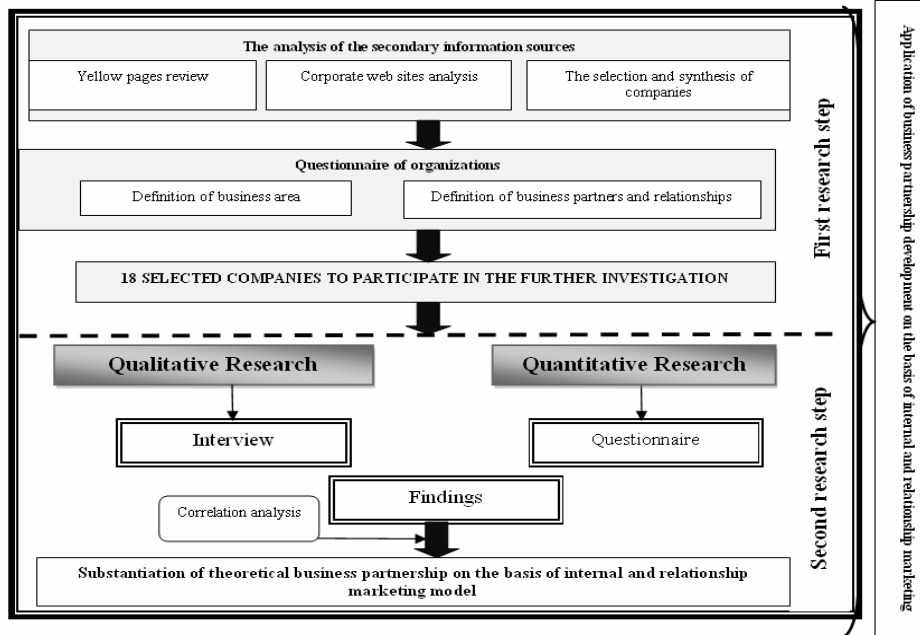 The analysis of the secondary information sources
Yellow pages review
Corporate web sites analysis
The selection and synthesis of
companies
Questionnaire of organizations
Definition of business area
Definition of business partners and relationships
18 SELECTED COMPANIES TO PARTICIPATE IN THE FURTHER INVESTIGATION
First research step
Qualitative Research
Quantitative Research
Interview
Questionnaire
Findings
Correlation analysis
Substantiation of theoretical business partnership on the basis of internal and relationship
marketing model
Second research step
Application of business partnership development on the basis of internal and relationship marketing